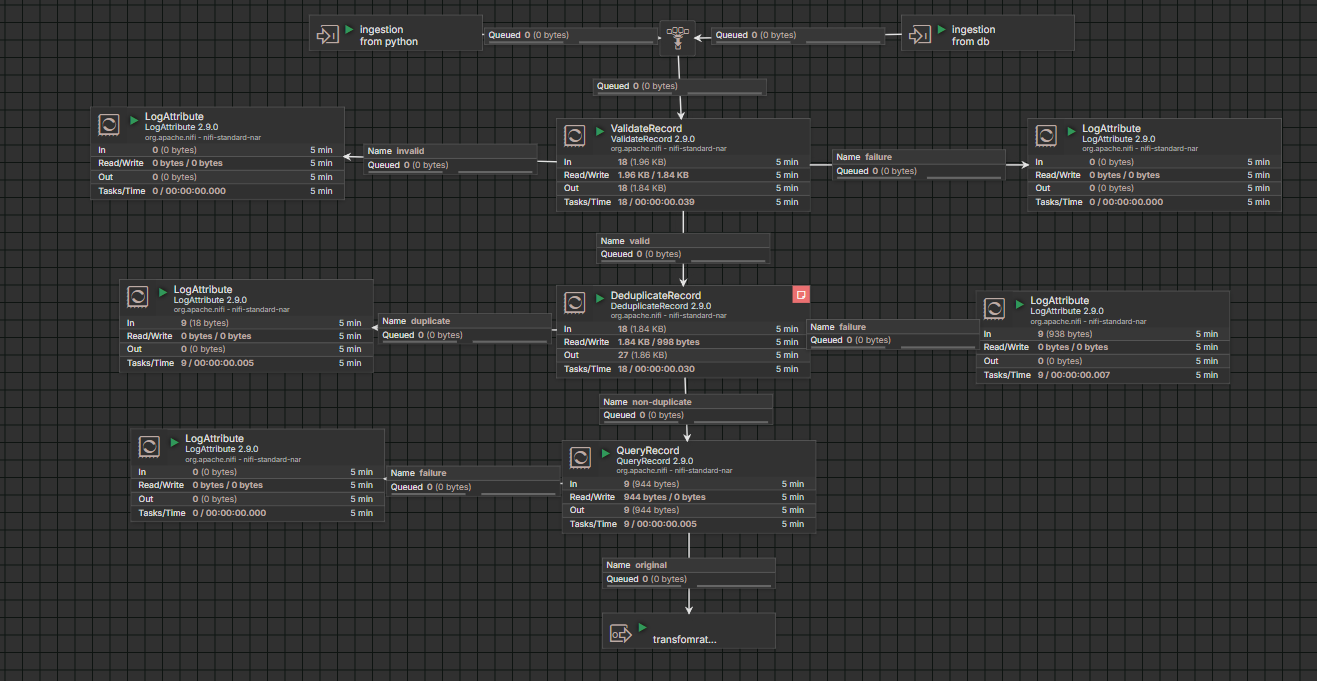 ingestion
from python
Queued 0 (0 bytes)
Queued 0 (0 bytes)
ingestion
from db
Queued 0 (0 bytes)
LogAttribute
LogAttribute 2.9.0
org.apache.nifi - nifi-standard-nar
In 0 (0 bytes) 5 min
Read/Write 0 bytes / 0 bytes 5 min
Out 0 (0 bytes) 5 min
Tasks/Time 0 / 00:00:00.000 5 min
Name invalid
Queued 0 (0 bytes)
ValidateRecord
ValidateRecord 2.9.0
org.apache.nifi - nifi-standard-nar
In 18 (1.96 KB) 5 min
Read/Write 1.96 KB / 1.84 KB 5 min
Out 18 (1.84 KB) 5 min
Tasks/Time 18 / 00:00:00.039 5 min
Name failure
Queued 0 (0 bytes)
LogAttribute
LogAttribute 2.9.0
org.apache.nifi - nifi-standard-nar
In 0 (0 bytes) 5 min
Read/Write 0 bytes / 0 bytes 5 min
Out 0 (0 bytes) 5 min
Tasks/Time 0 / 00:00:00.000 5 min
Name valid
Queued 0 (0 bytes)
LogAttribute
LogAttribute 2.9.0
org.apache.nifi - nifi-standard-nar
In 9 (18 bytes) 5 min
Read/Write 0 bytes / 0 bytes 5 min
Out 0 (0 bytes) 5 min
Tasks/Time 9 / 00:00:00.005 5 min
Name duplicate
Queued 0 (0 bytes)
DeduplicateRecord
DeduplicateRecord 2.9.0
org.apache.nifi - nifi-standard-nar
In 18 (1.84 KB) 5 min
Read/Write 1.84 KB / 998 bytes 5 min
Out 27 (1.86 KB) 5 min
Tasks/Time 18 / 00:00:00.030 5 min
Name failure
Queued 0 (0 bytes)
LogAttribute
LogAttribute 2.9.0
org.apache.nifi - nifi-standard-nar
In 9 (938 bytes) 5 min
Read/Write 0 bytes / 0 bytes 5 min
Out 0 (0 bytes) 5 min
Tasks/Time 9 / 00:00:00.007 5 min
Name non-duplicate
Queued 0 (0 bytes)
LogAttribute
LogAttribute 2.9.0
org.apache.nifi - nifi-standard-nar
In 0 (0 bytes) 5 min
Read/Write 0 bytes / 0 bytes 5 min
Out 0 (0 bytes) 5 min
Tasks/Time 0 / 00:00:00.000 5 min
Name failure
Queued 0 (0 bytes)
QueryRecord
QueryRecord 2.9.0
org.apache.nifi - nifi-standard-nar
In 9 (944 bytes) 5 min
Read/Write 944 bytes / 0 bytes 5 min
Out 9 (944 bytes) 5 min
Tasks/Time 9 / 00:00:00.005 5 min
Name original
Queued 0 (0 bytes)
transfomrat...